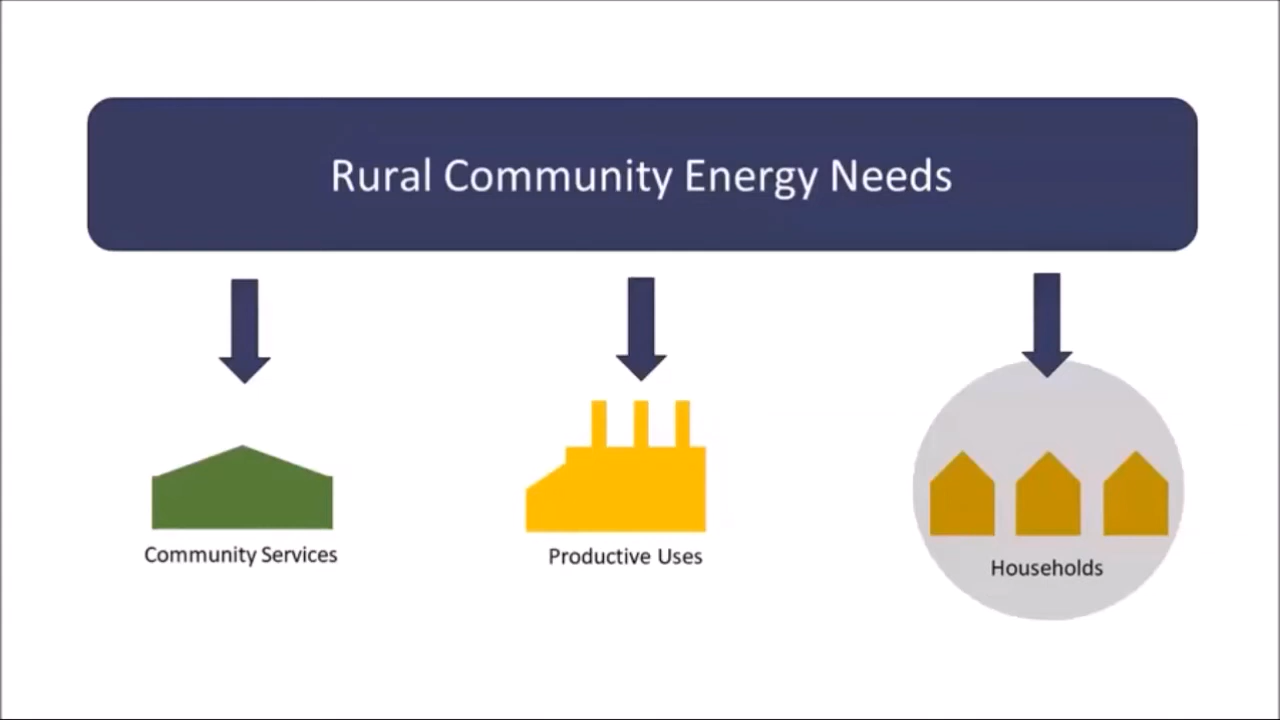 Rural Community Energy Needs
Community Services
Productive Uses
Households